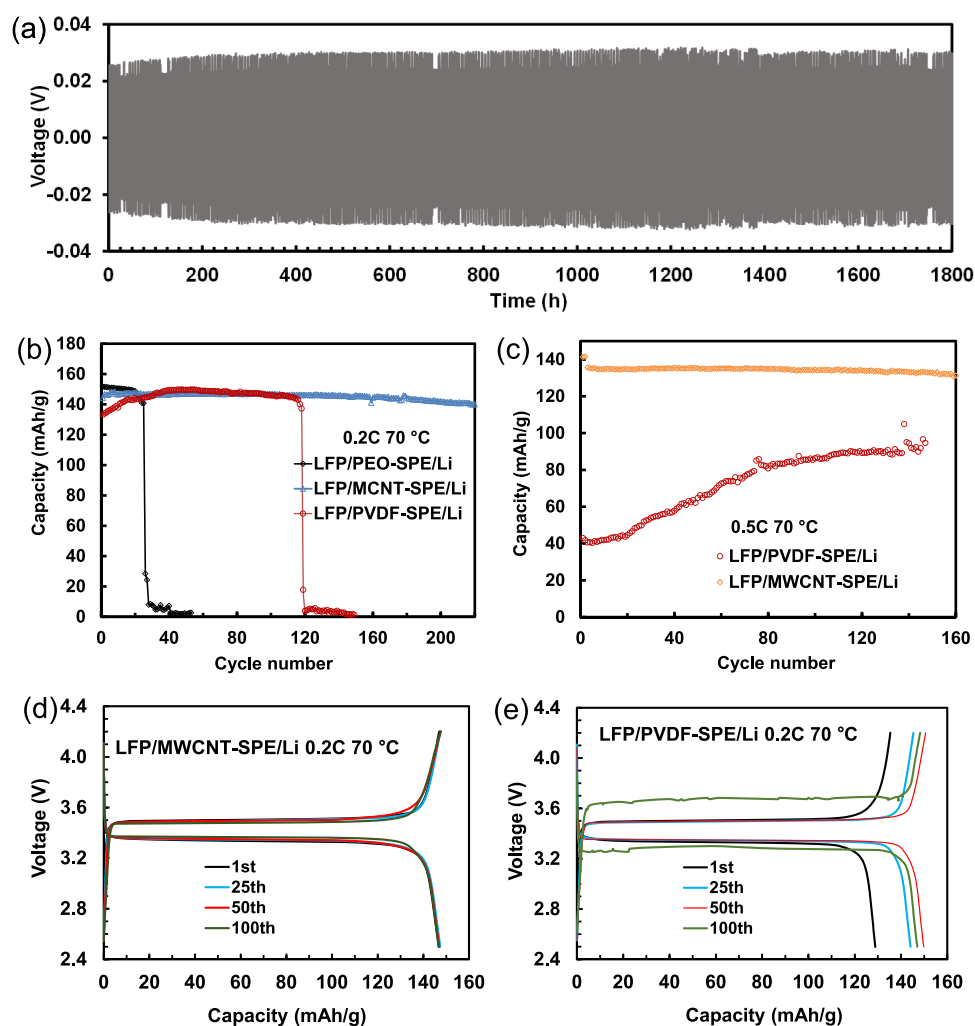 (a)
0.04
0.02
0.00
-0.02
-0.04
Voltage (V)
0 200 400 600 800 1000 1200 1400 1600 1800
Time (h)
(b)
180
160
140
120
100
80
60
40
20
0
Capacity (mAh/g)
0.2C 70 °C
LFP/PEO-SPE/Li
LFP/MCNT-SPE/Li
LFP/PVDF-SPE/Li
0 40 80 120 160 200
Cycle number
(c)
140
120
100
80
60
40
20
0
Capacity (mAh/g)
0.5C 70 °C
LFP/PVDF-SPE/Li
LFP/MWCNT-SPE/Li
0 40 80 120 160
Cycle number
(d)
4.4
4.0
3.6
3.2
2.8
2.4
Voltage (V)
LFP/MWCNT-SPE/Li 0.2C 70 °C
1st
25th
50th
100th
0 20 40 60 80 100 120 140 160
Capacity (mAh/g)
(e)
4.4
4.0
3.6
3.2
2.8
2.4
Voltage (V)
LFP/PVDF-SPE/Li 0.2C 70 °C
1st
25th
50th
100th
0 20 40 60 80 100 120 140 160
Capacity (mAh/g)